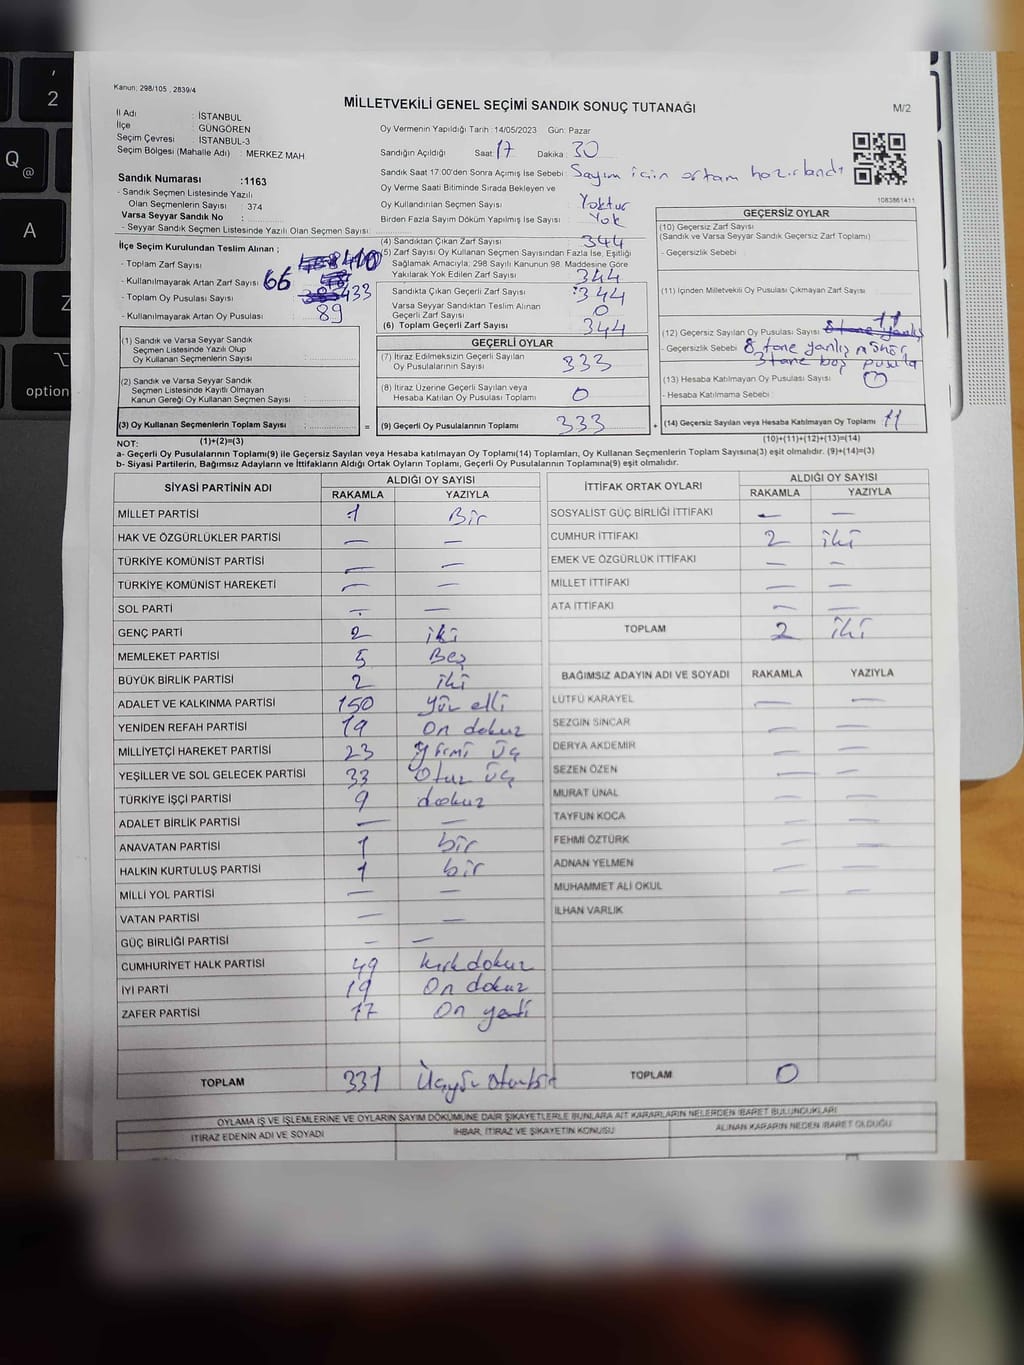 Kanun; 298/105 , 2839/4
MİLLETVEKİLİ GENEL SEÇİMİ SANDIK SONUÇ TUTANAĞI
M/2
İl Adı : İSTANBUL
İlçe : GÜNGÖREN
Seçim Çevresi : İSTANBUL-3
Seçim Bölgesi (Mahalle Adı) : MERKEZ MAH
Oy Vermenin Yapıldığı Tarih :14/05/2023 Gün: Pazar
Sandığın Açıldığı Saat: 17 Dakika : 30
Sandık Saat 17:00'den Sonra Açımış İse Sebebi: Sayım için ortam hazırlandı
Oy Verme Saati Bitiminde Sırada Bekleyen ve
Oy Kullandırılan Seçmen Sayısı : Yoktur
Birden Fazla Sayım Döküm Yapılmış İse Sayısı : Yok
1083861411
Sandık Numarası :1163
- Sandık Seçmen Listesinde Yazılı
Olan Seçmenlerin Sayısı : 374
Varsa Seyyar Sandık No :
- Seyyar Sandık Seçmen Listesinde Yazılı Olan Seçmen Sayısı:
İlçe Seçim Kurulundan Teslim Alınan ;
- Toplam Zarf Sayısı : 410
- Kullanılmayarak Artan Zarf Sayısı : 66
- Toplam Oy Pusulası Sayısı : 433
- Kullanılmayarak Artan Oy Pusulası : 89
(1) Sandık ve Varsa Seyyar Sandık
Seçmen Listesinde Yazılı Olup
Oy Kullanan Seçmenlerin Sayısı :
(2) Sandık ve Varsa Seyyar Sandık
Seçmen Listesinde Kayıtlı Olmayan
Kanun Gereği Oy Kullanan Seçmen Sayısı :
(3) Oy Kullanan Seçmenlerin Toplam Sayısı : =
(4) Sandıktan Çıkan Zarf Sayısı : 344
(5) Zarf Sayısı Oy Kullanan Seçmen Sayısından Fazla İse, Eşitliği
Sağlamak Amacıyla, 298 Sayılı Kanunun 98. Maddesine Göre
Yakılarak Yok Edilen Zarf Sayısı : 344
Sandıkta Çıkan Geçerli Zarf Sayısı : 344
Varsa Seyyar Sandıktan Teslim Alınan
Geçerli Zarf Sayısı : 0
(6) Toplam Geçerli Zarf Sayısı : 344
GEÇERLİ OYLAR
(7) İtiraz Edilmeksizin Geçerli Sayılan
Oy Pusulalarının Sayısı : 333
(8) İtiraz Üzerine Geçerli Sayılan veya
Hesaba Katılan Oy Pusulaları Toplamı : 0
(9) Geçerli Oy Pusulalarının Toplamı : 333 +
GEÇERSİZ OYLAR
(10) Geçersiz Zarf Sayısı
(Sandık ve Varsa Seyyar Sandık Geçersiz Zarf Toplamı) :
- Geçersizlik Sebebi :
(11) İçinden Milletvekili Oy Pusulası Çıkmayan Zarf Sayısı :
(12) Geçersiz Sayılan Oy Pusulası Sayısı : 8 tane yanlış 11
- Geçersizlik Sebebi : 8 tane yanlış mühür
3 tane boş pusula
(13) Hesaba Katılmayan Oy Pusulası Sayısı : 0
- Hesaba Katılmama Sebebi :
(14) Geçersiz Sayılan veya Hesaba Katılmayan Oy Toplamı : 11
NOT: (1)+(2)=(3) (10)+(11)+(12)+(13)=(14)
a- Geçerli Oy Pusulalarının Toplamı(9) ile Geçersiz Sayılan veya Hesaba katılmayan Oy Toplamı(14) Toplamları, Oy Kullanan Seçmenlerin Toplam Sayısına(3) eşit olmalıdır. (9)+(14)=(3)
b- Siyasi Partilerin, Bağımsız Adayların ve İttifakların Aldığı Ortak Oyların Toplamı, Geçerli Oy Pusulalarının Toplamına(9) eşit olmalıdır.
SİYASİ PARTİNİN ADI ALDIĞI OY SAYISI
RAKAMLA YAZIYLA
MİLLET PARTİSİ 1 Bir
HAK VE ÖZGÜRLÜKLER PARTİSİ — —
TÜRKİYE KOMÜNİST PARTİSİ — —
TÜRKİYE KOMÜNİST HAREKETİ — —
SOL PARTİ — —
GENÇ PARTİ 2 iki
MEMLEKET PARTİSİ 5 Beş
BÜYÜK BİRLİK PARTİSİ 2 iki
ADALET VE KALKINMA PARTİSİ 150 Yüz elli
YENİDEN REFAH PARTİSİ 19 On dokuz
MİLLİYETÇİ HAREKET PARTİSİ 23 Yirmi üç
YEŞİLLER VE SOL GELECEK PARTİSİ 33 Otuz üç
TÜRKİYE İŞÇİ PARTİSİ 9 dokuz
ADALET BİRLİK PARTİSİ — —
ANAVATAN PARTİSİ 1 bir
HALKIN KURTULUŞ PARTİSİ 1 bir
MİLLİ YOL PARTİSİ — —
VATAN PARTİSİ — —
GÜÇ BİRLİĞİ PARTİSİ — —
CUMHURİYET HALK PARTİSİ 49 kırkdokuz
İYİ PARTİ 19 On dokuz
ZAFER PARTİSİ 17 On yedi
TOPLAM 331 Üçyüz otuzbir
İTTİFAK ORTAK OYLARI ALDIĞI OY SAYISI
RAKAMLA YAZIYLA
SOSYALİST GÜÇ BİRLİĞİ İTTİFAKI — —
CUMHUR İTTİFAKI 2 iki
EMEK VE ÖZGÜRLÜK İTTİFAKI — —
MİLLET İTTİFAKI — —
ATA İTTİFAKI — —
TOPLAM 2 iki
BAĞIMSIZ ADAYIN ADI VE SOYADI RAKAMLA YAZIYLA
LÜTFÜ KARAYEL — —
SEZGİN SİNCAR — —
DERYA AKDEMİR — —
SEZEN ÖZEN — —
MURAT ÜNAL — —
TAYFUN KOCA — —
FEHMİ ÖZTÜRK — —
ADNAN YELMEN — —
MUHAMMET ALİ OKUL — —
İLHAN VARLIK
TOPLAM 0
OYLAMA İŞ VE İŞLEMLERİNE VE OYLARIN SAYIM DÖKÜMÜNE DAİR ŞİKAYETLERLE BUNLARA AİT KARARLARIN NELERDEN İBARET BULUNDUKLARI
İTİRAZ EDENİN ADI VE SOYADI İHBAR, İTİRAZ VE ŞİKAYETİN KONUSU ALINAN KARARIN NEDEN İBARET OLDUĞU
2
Q
@
A
Z
option